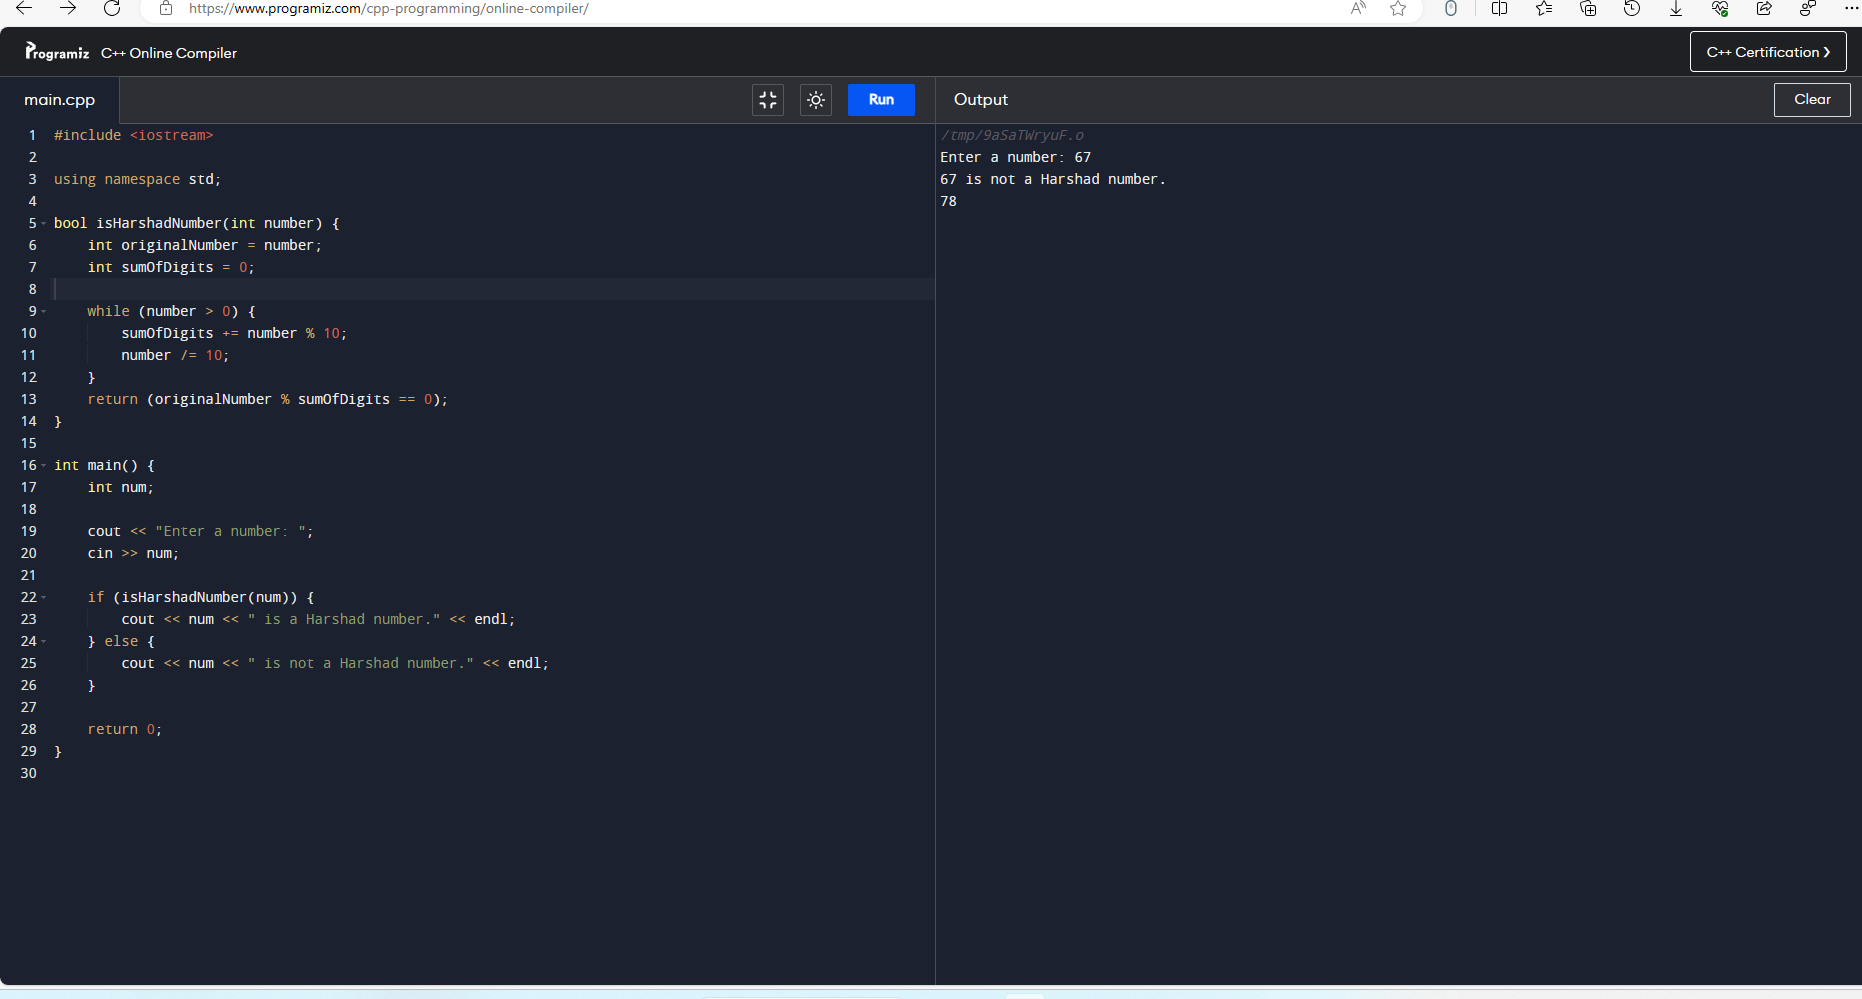 https://www.programiz.com/cpp-programming/online-compiler/
Programiz C++ Online Compiler
C++ Certification ❯
main.cpp
Run
1 #include <iostream>
2
3 using namespace std;
4
5 bool isHarshadNumber(int number) {
6     int originalNumber = number;
7     int sumOfDigits = 0;
8
9     while (number > 0) {
10         sumOfDigits += number % 10;
11         number /= 10;
12     }
13     return (originalNumber % sumOfDigits == 0);
14 }
15
16 int main() {
17     int num;
18
19     cout << "Enter a number: ";
20     cin >> num;
21
22     if (isHarshadNumber(num)) {
23         cout << num << " is a Harshad number." << endl;
24     } else {
25         cout << num << " is not a Harshad number." << endl;
26     }
27
28     return 0;
29 }
30
Output
Clear
/tmp/9aSaTWryuF.o
Enter a number: 67
67 is not a Harshad number.
78